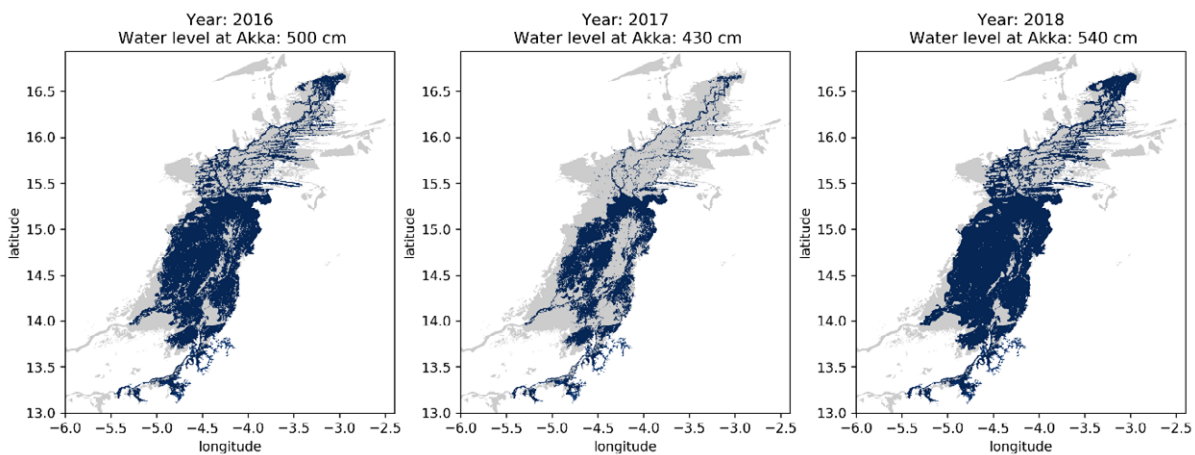 Year: 2016
Water level at Akka: 500 cm
latitude
16.5
16.0
15.5
15.0
14.5
14.0
13.5
13.0
−6.0 −5.5 −5.0 −4.5 −4.0 −3.5 −3.0 −2.5
longitude
Year: 2017
Water level at Akka: 430 cm
latitude
16.5
16.0
15.5
15.0
14.5
14.0
13.5
13.0
−6.0 −5.5 −5.0 −4.5 −4.0 −3.5 −3.0 −2.5
longitude
Year: 2018
Water level at Akka: 540 cm
latitude
16.5
16.0
15.5
15.0
14.5
14.0
13.5
13.0
−6.0 −5.5 −5.0 −4.5 −4.0 −3.5 −3.0 −2.5
longitude